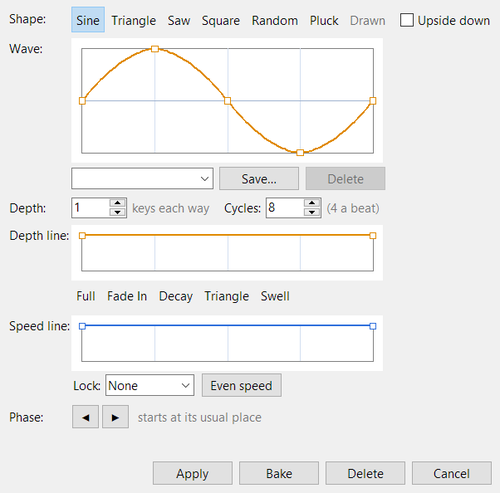 Shape: Sine Triangle Saw Square Random Pluck Drawn Upside down
Wave:
Save... Delete
Depth: 1 keys each way Cycles: 8 (4 a beat)
Depth line:
Full Fade In Decay Triangle Swell
Speed line:
Lock: None Even speed
Phase: ◄ ► starts at its usual place
Apply Bake Delete Cancel